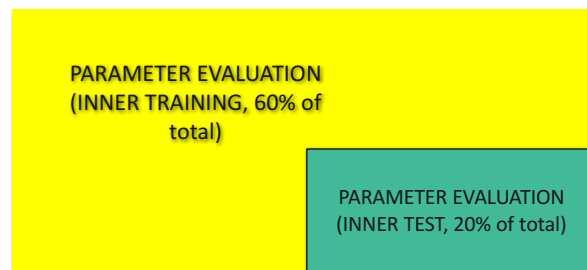 PARAMETER EVALUATION
(INNER TRAINING, 60% of
total)
PARAMETER EVALUATION
(INNER TEST, 20% of total)